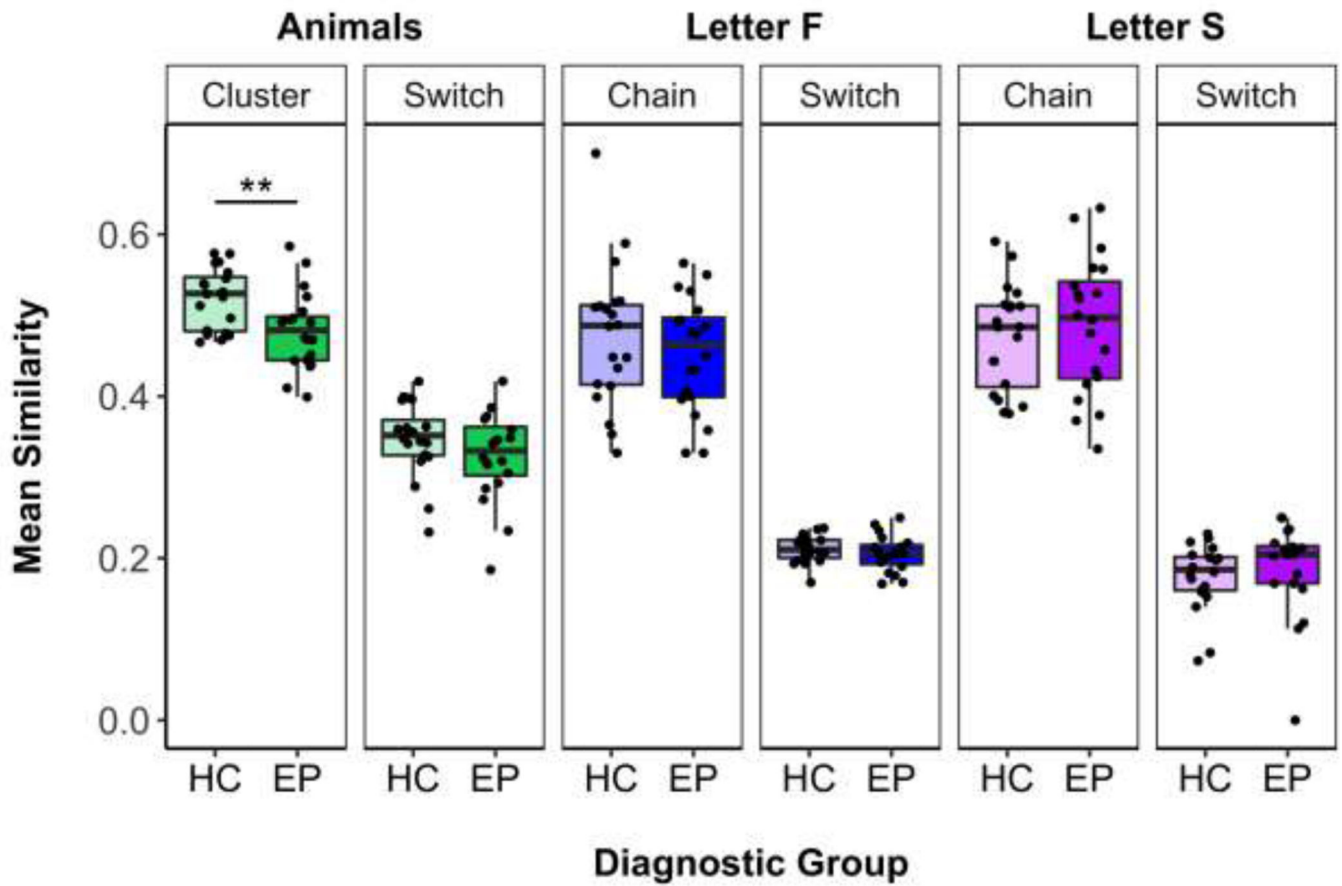 Animals Letter F Letter S
Cluster Switch Chain Switch Chain Switch
**
0.6
0.4
0.2
0.0
Mean Similarity
HC EP HC EP HC EP HC EP HC EP HC EP
Diagnostic Group